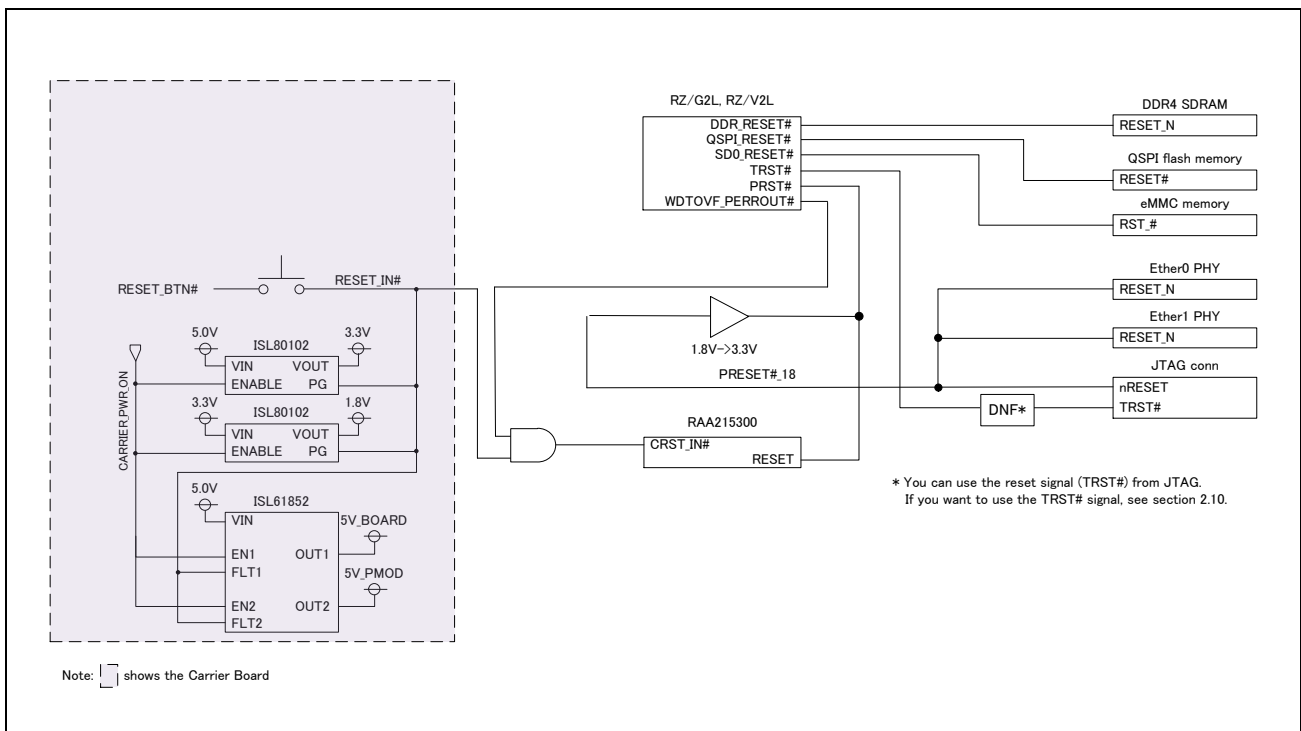 RZ/G2L, RZ/V2L
DDR_RESET#
QSPI_RESET#
SD0_RESET#
TRST#
PRST#
WDTOVF_PERROUT#
DDR4 SDRAM
RESET_N
QSPI flash memory
RESET#
eMMC memory
RST_#
Ether0 PHY
RESET_N
Ether1 PHY
RESET_N
JTAG conn
nRESET
TRST#
DNF*
RESET_BTN#
RESET_IN#
5.0V
ISL80102
3.3V
VIN
VOUT
ENABLE
PG
3.3V
ISL80102
1.8V
VIN
VOUT
ENABLE
PG
CARRIER_PWR_ON
5.0V
ISL61852
VIN
5V_BOARD
EN1
OUT1
FLT1
5V_PMOD
EN2
OUT2
FLT2
1.8V->3.3V
PRESET#_18
RAA215300
CRST_IN#
RESET
* You can use the reset signal (TRST#) from JTAG.
If you want to use the TRST# signal, see section 2.10.
Note: shows the Carrier Board